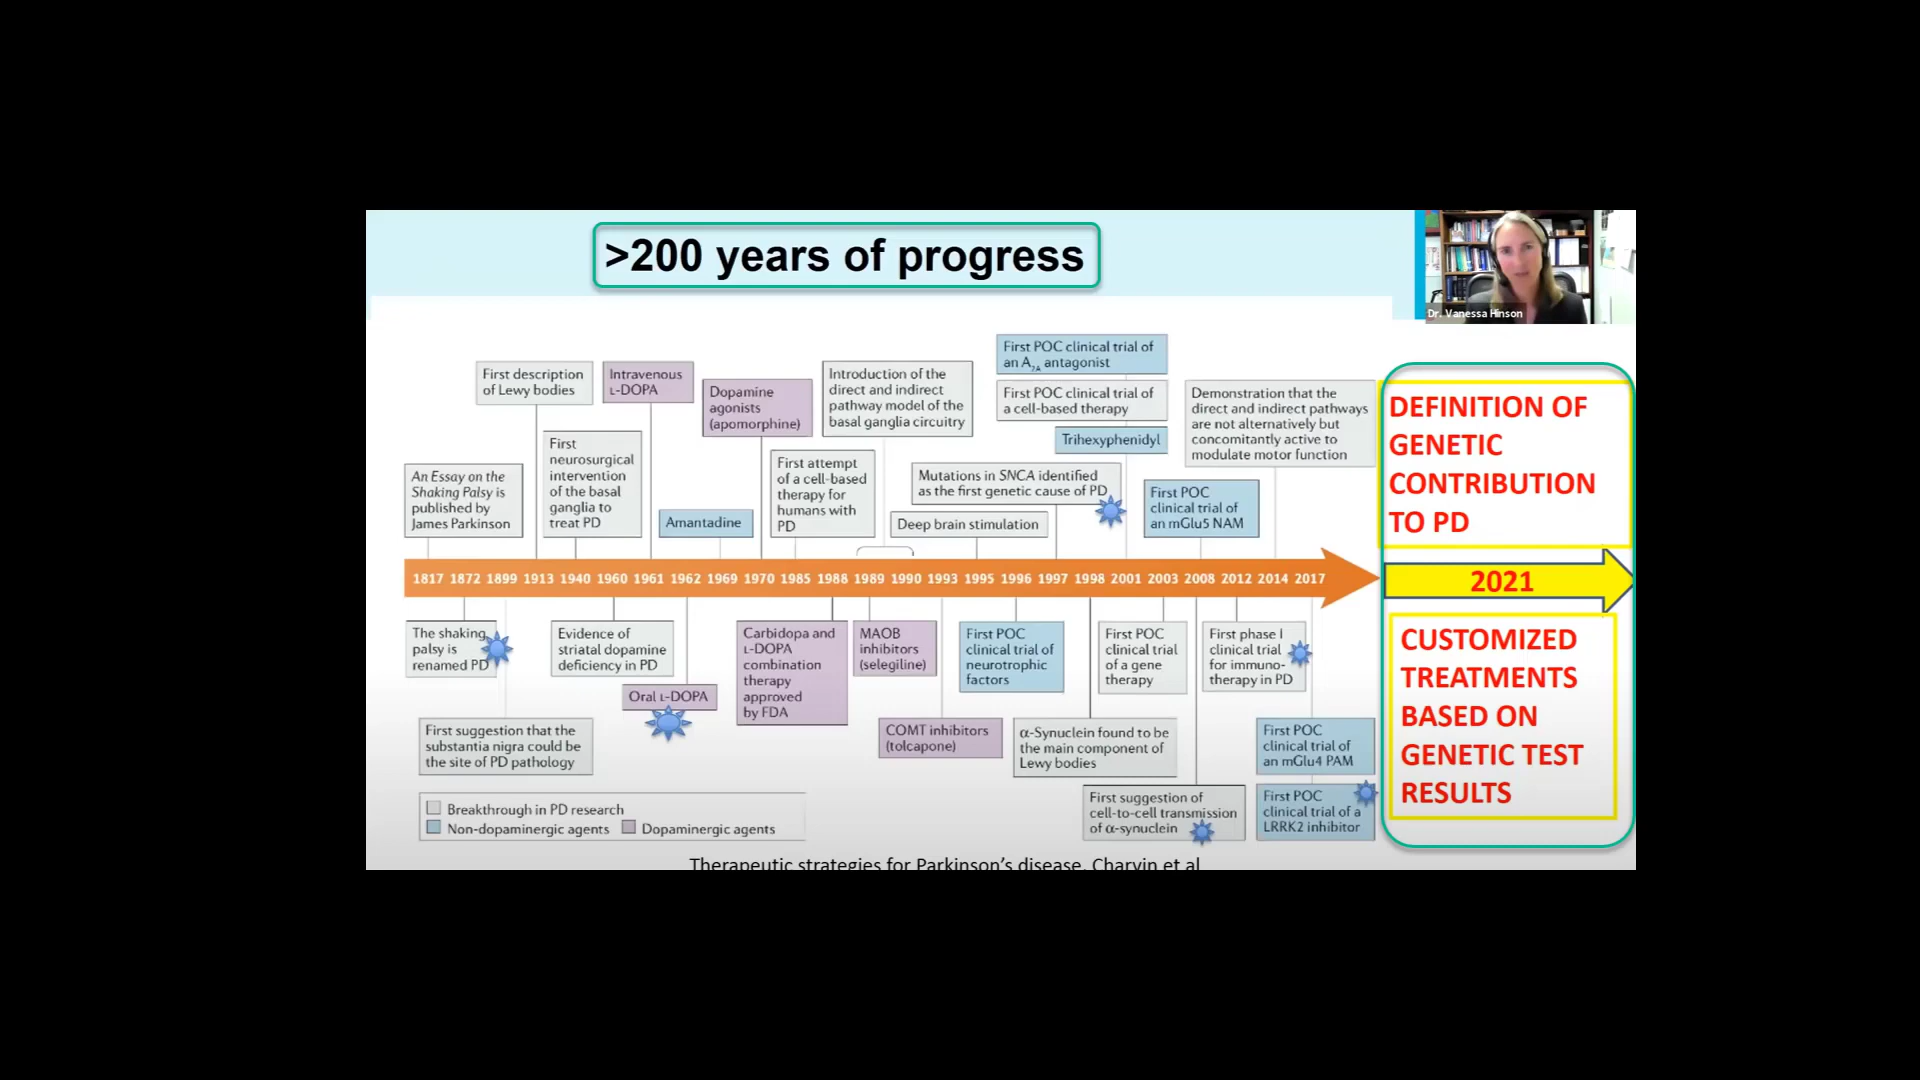 >200 years of progress
Dr. Vanessa Hinson
First description
of Lewy bodies
Intravenous
L-DOPA
Dopamine
agonists
(apomorphine)
Introduction of the
direct and indirect
pathway model of the
basal ganglia circuitry
First POC clinical trial of
an A2A antagonist
First POC clinical trial of
a cell-based therapy
Trihexyphenidyl
Demonstration that the
direct and indirect pathways
are not alternatively but
concomitantly active to
modulate motor function
An Essay on the
Shaking Palsy is
published by
James Parkinson
First
neurosurgical
intervention
of the basal
ganglia to
treat PD
Amantadine
First attempt
of a cell-based
therapy for
humans with
PD
Mutations in SNCA identified
as the first genetic cause of PD
Deep brain stimulation
First POC
clinical trial of
an mGlu5 NAM
DEFINITION OF
GENETIC
CONTRIBUTION
TO PD
1817 1872 1899 1913 1940 1960 1961 1962 1969 1970 1985 1988 1989 1990 1993 1995 1996 1997 1998 2001 2003 2008 2012 2014 2017
2021
The shaking
palsy is
renamed PD
Evidence of
striatal dopamine
deficiency in PD
Oral L-DOPA
Carbidopa and
L-DOPA
combination
therapy
approved
by FDA
MAOB
inhibitors
(selegiline)
First POC
clinical trial of
neurotrophic
factors
First POC
clinical trial
of a gene
therapy
First phase I
clinical trial
for immuno-
therapy in PD
First suggestion that the
substantia nigra could be
the site of PD pathology
COMT inhibitors
(tolcapone)
α-Synuclein found to be
the main component of
Lewy bodies
First POC
clinical trial of
an mGlu4 PAM
First suggestion of
cell-to-cell transmission
of α-synuclein
First POC
clinical trial of a
LRRK2 inhibitor
CUSTOMIZED
TREATMENTS
BASED ON
GENETIC TEST
RESULTS
Breakthrough in PD research
Non-dopaminergic agents Dopaminergic agents
Therapeutic strategies for Parkinson's disease. Charvin et al